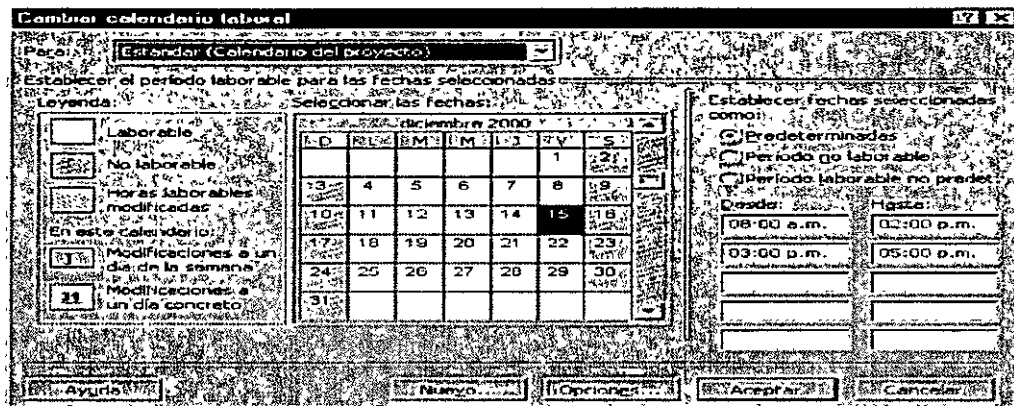 Cambiar calendario laboral
Para: Estándar (Calendario del proyecto)
Establecer el período laborable para las fechas seleccionadas
Leyenda:
Laborable
No laborable
Horas laborables
modificadas
En este calendario:
Modificaciones a un
día de la semana
31 Modificaciones a
un día concreto
Seleccionar las fechas:
diciembre 2000
D L M M J V S
1 2
3 4 5 6 7 8 9
10 11 12 13 14 15 16
17 18 19 20 21 22 23
24 25 26 27 28 29 30
31
Establecer fechas seleccionadas
como:
Predeterminadas
Período no laborable
Período laborable no predet.
Desde: Hasta:
08:00 a.m. 02:00 p.m.
03:00 p.m. 05:00 p.m.
Ayuda Nuevo... Opciones... Aceptar Cancelar